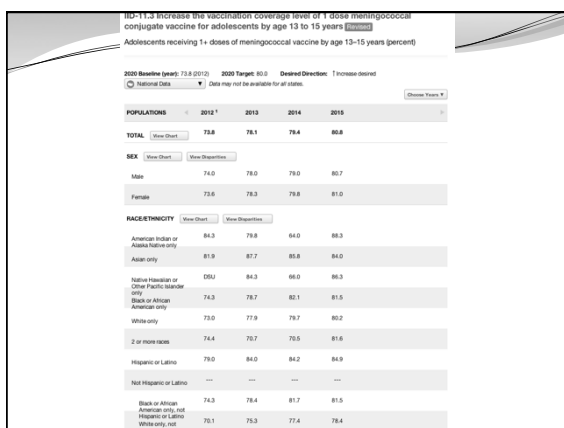 IID-11.3 Increase the vaccination coverage level of 1 dose meningococcal
conjugate vaccine for adolescents by age 13 to 15 years Revised
Adolescents receiving 1+ doses of meningococcal vaccine by age 13–15 years (percent)
2020 Baseline (year): 73.8 (2012) 2020 Target: 80.0 Desired Direction: ↑ Increase desired
National Data ▼ Data may not be available for all states.
Choose Years ▼
POPULATIONS 2012 1 2013 2014 2015
TOTAL View Chart 73.8 78.1 79.4 80.8
SEX View Chart View Disparities
Male 74.0 78.0 79.0 80.7
Female 73.6 78.3 79.8 81.0
RACE/ETHNICITY View Chart View Disparities
American Indian or 84.3 79.8 64.0 88.3
Alaska Native only
Asian only 81.9 87.7 85.8 84.0
Native Hawaiian or DSU 84.3 66.0 86.3
Other Pacific Islander
only
Black or African 74.3 78.7 82.1 81.5
American only
White only 73.0 77.9 79.7 80.2
2 or more races 74.4 70.7 70.5 81.6
Hispanic or Latino 79.0 84.0 84.2 84.9
Not Hispanic or Latino --- --- --- ---
Black or African 74.3 78.4 81.7 81.5
American only, not
Hispanic or Latino
White only, not 70.1 75.3 77.4 78.4